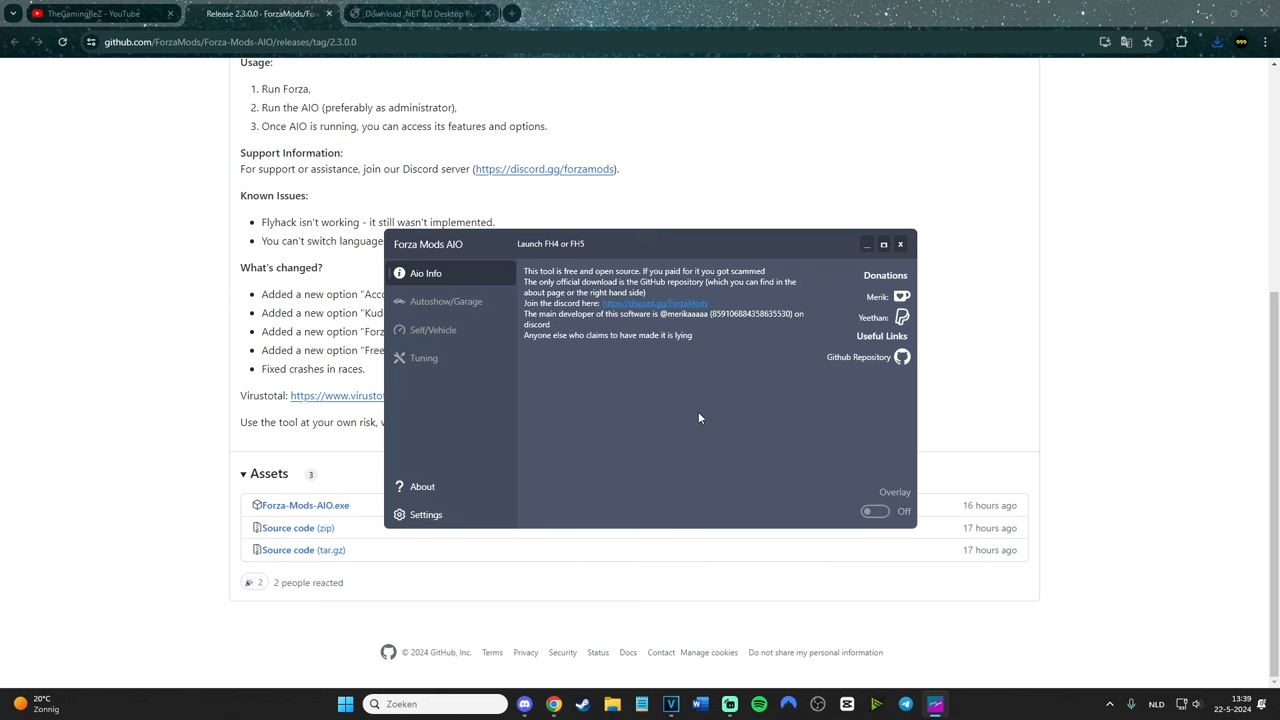 TheGamingReZ - YouTube
Release 2.3.0.0 · ForzaMods/Fo
Download .NET 8.0 Desktop Ru
github.com/ForzaMods/Forza-Mods-AIO/releases/tag/2.3.0.0
Usage:
1. Run Forza,
2. Run the AIO (preferably as administrator),
3. Once AIO is running, you can access its features and options.
Support Information:
For support or assistance, join our Discord server (https://discord.gg/forzamods).
Known Issues:
• Flyhack isn't working - it still wasn't implemented.
• You can't switch language
What's changed?
• Added a new option "Acc
• Added a new option "Kud
• Added a new option "For
• Added a new option "Free
• Fixed crashes in races.
Virustotal: https://www.virustot
Use the tool at your own risk,
Forza Mods AIO
Launch FH4 or FH5
Aio Info
Autoshow/Garage
Self/Vehicle
Tuning
About
Settings
This tool is free and open source. If you paid for it you got scammed
The only official download is the GitHub repository (which you can find in the
about page or the right hand side)
Join the discord here: https://discord.gg/ForzaMods
The main developer of this software is @merikaaaaa (859106884358635530) on
discord
Anyone else who claims to have made it is lying
Donations
Merik:
Yeethan:
Useful Links
Github Repository
Overlay
Off
Assets 3
Forza-Mods-AIO.exe 16 hours ago
Source code (zip) 17 hours ago
Source code (tar.gz) 17 hours ago
2 2 people reacted
© 2024 GitHub, Inc. Terms Privacy Security Status Docs Contact Manage cookies Do not share my personal information
20°C
Zonnig
Zoeken
NLD
13:39
22-5-2024